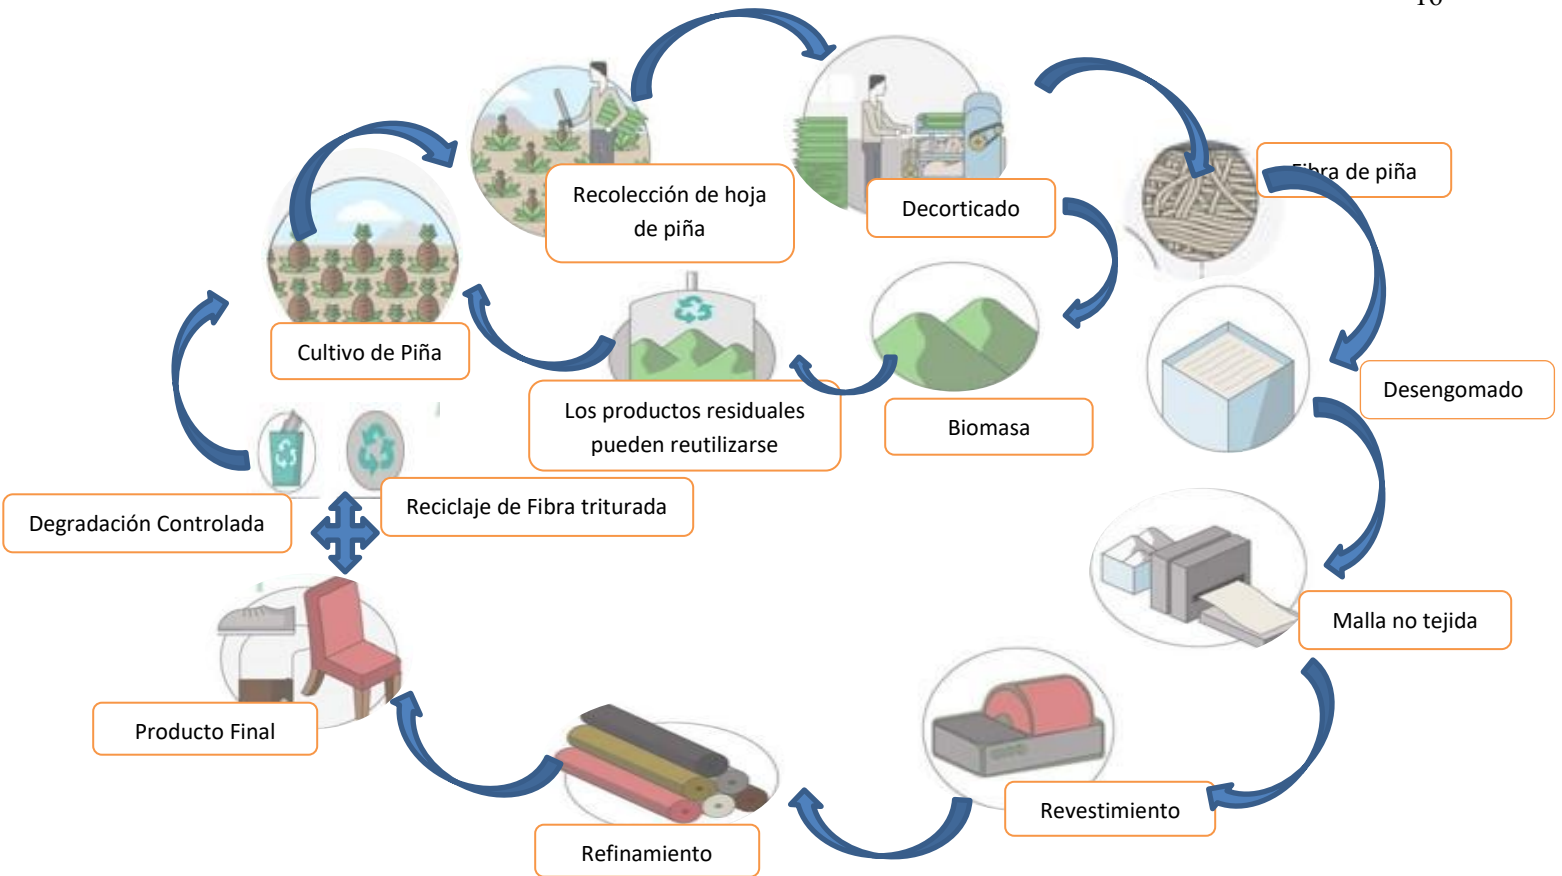 Recolección de hoja
de piña
Decorticado
Fibra de piña
Cultivo de Piña
Los productos residuales
pueden reutilizarse
Biomasa
Desengomado
Degradación Controlada
Reciclaje de Fibra triturada
Malla no tejida
Producto Final
Revestimiento
Refinamiento